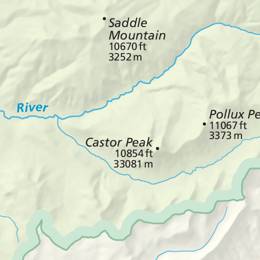 Saddle
Mountain
10670 ft
3252 m
River
Pollux Pe
11067 ft
3373 m
Castor Peak
10854 ft
33081 m